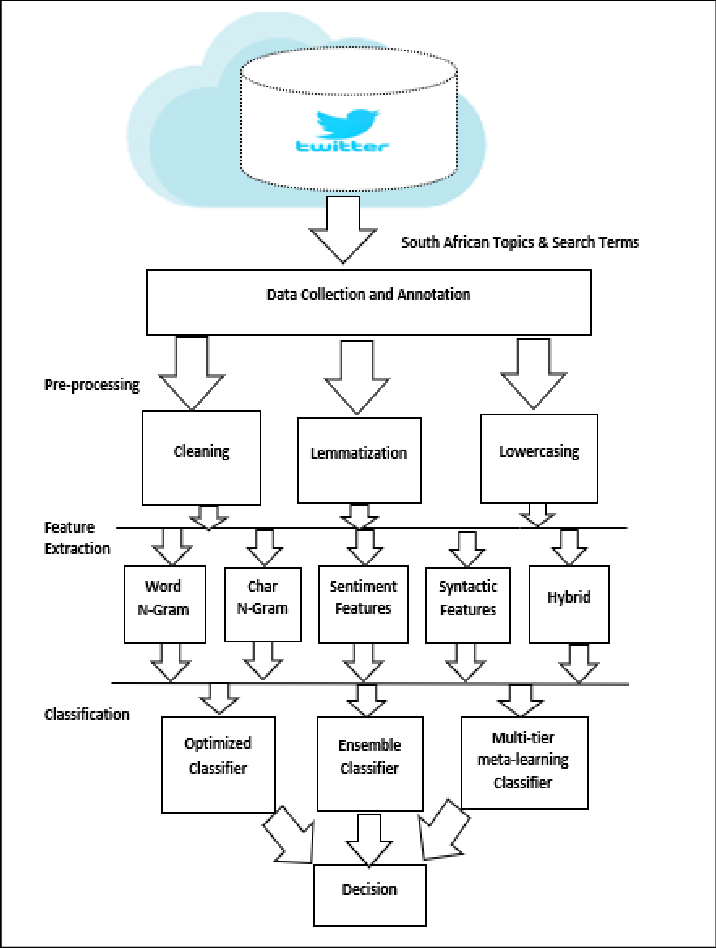 twitter
South African Topics & Search Terms
Data Collection and Annotation
Pre-processing
Cleaning
Lemmatization
Lowercasing
Feature
Extraction
Word
N-Gram
Char
N-Gram
Sentiment
Features
Syntactic
Features
Hybrid
Classification
Optimized
Classifier
Ensemble
Classifier
Multi-tier
meta-learning
Classifier
Decision